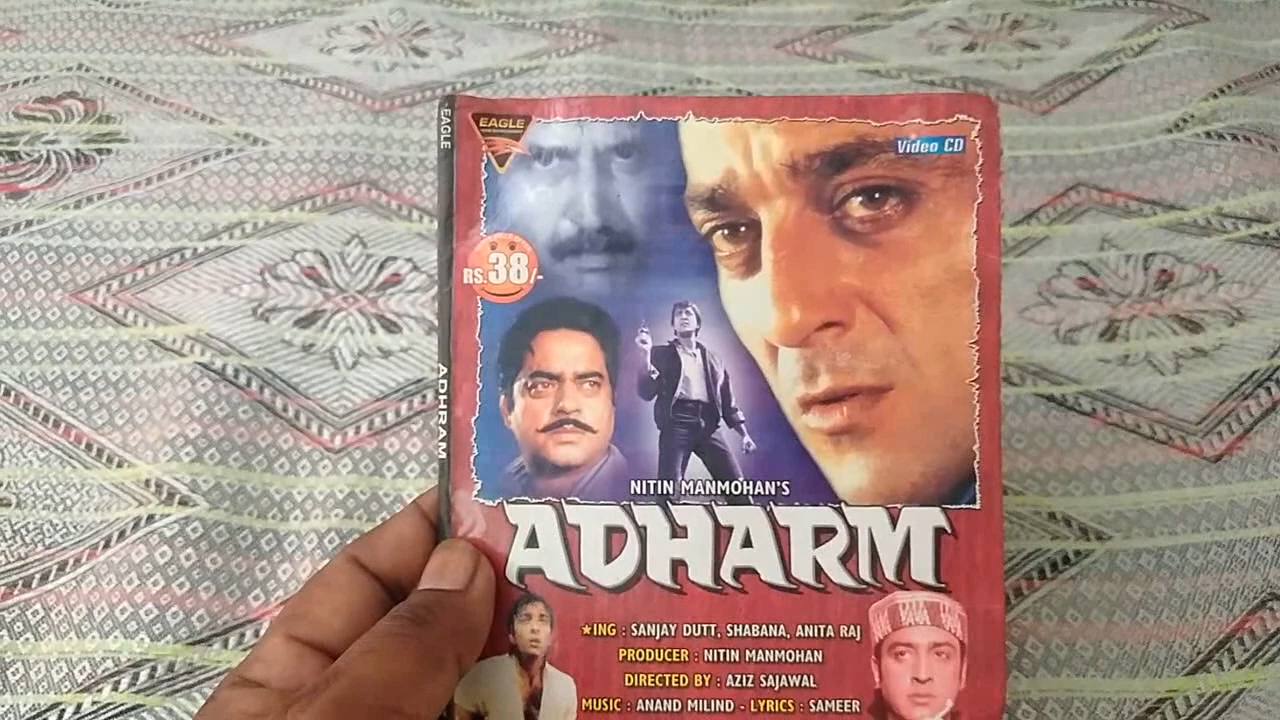 EAGLE
EAGLE
Video CD
RS.38/-
ADHRAM
NITIN MANMOHAN'S
ADHARM
★ING : SANJAY DUTT, SHABANA, ANITA RAJ
PRODUCER : NITIN MANMOHAN
DIRECTED BY : AZIZ SAJAWAL
MUSIC : ANAND MILIND - LYRICS : SAMEER